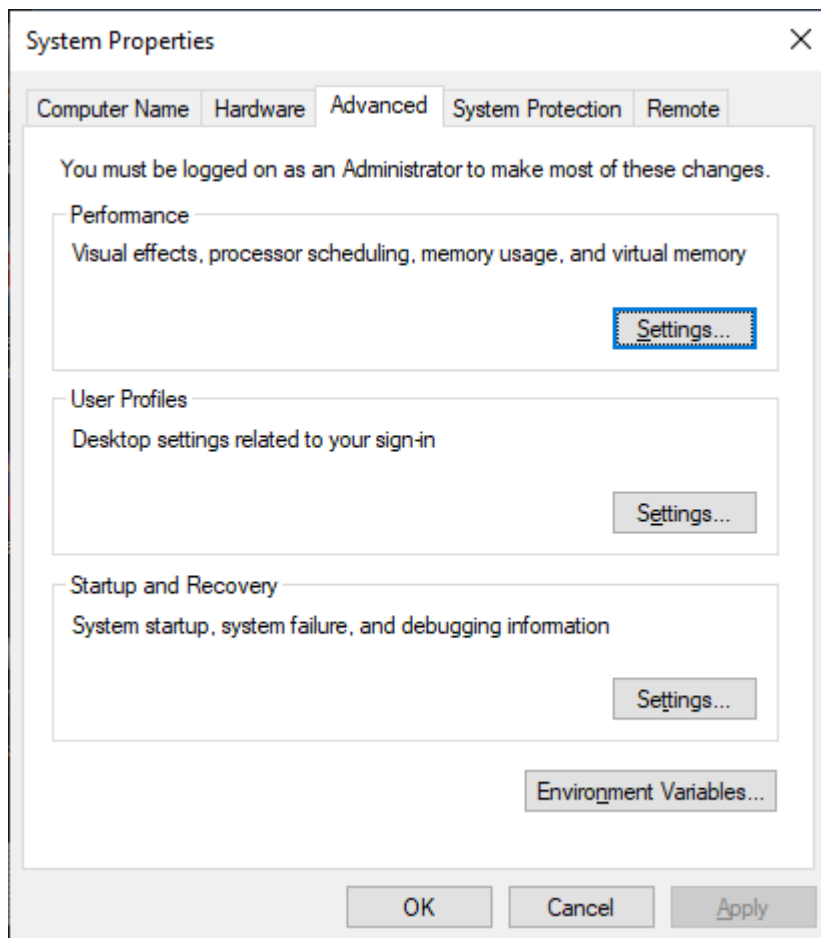 System Properties
Computer Name Hardware Advanced System Protection Remote
You must be logged on as an Administrator to make most of these changes.
Performance
Visual effects, processor scheduling, memory usage, and virtual memory
Settings...
User Profiles
Desktop settings related to your sign-in
Settings...
Startup and Recovery
System startup, system failure, and debugging information
Settings...
Environment Variables...
OK Cancel Apply